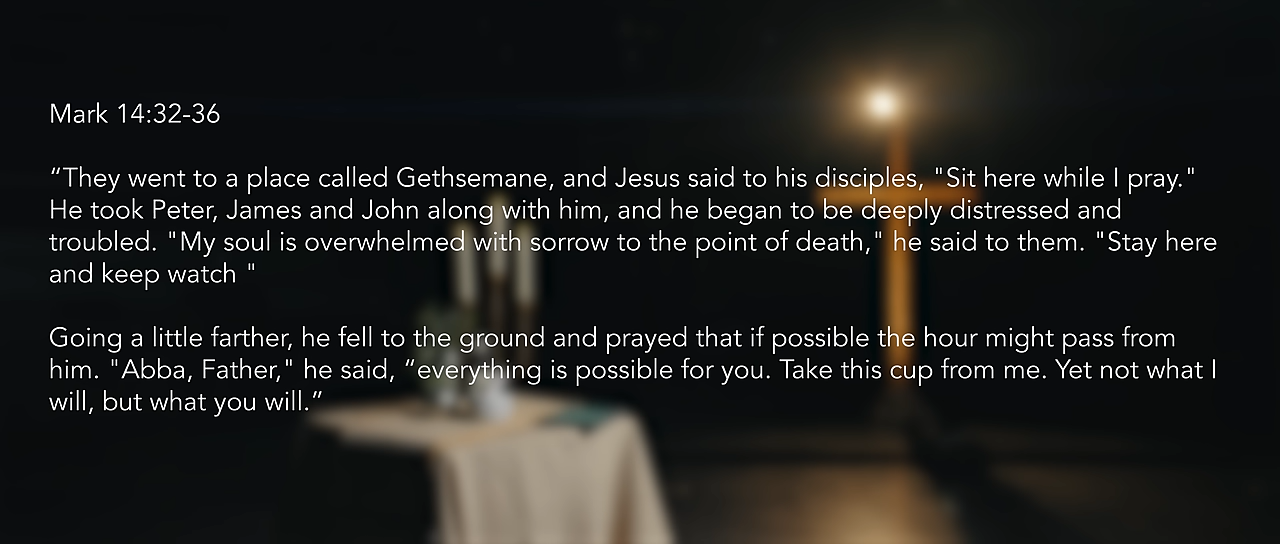 Mark 14:32-36
“They went to a place called Gethsemane, and Jesus said to his disciples, "Sit here while I pray."
He took Peter, James and John along with him, and he began to be deeply distressed and
troubled. "My soul is overwhelmed with sorrow to the point of death," he said to them. "Stay here
and keep watch "
Going a little farther, he fell to the ground and prayed that if possible the hour might pass from
him. "Abba, Father," he said, “everything is possible for you. Take this cup from me. Yet not what I
will, but what you will.”